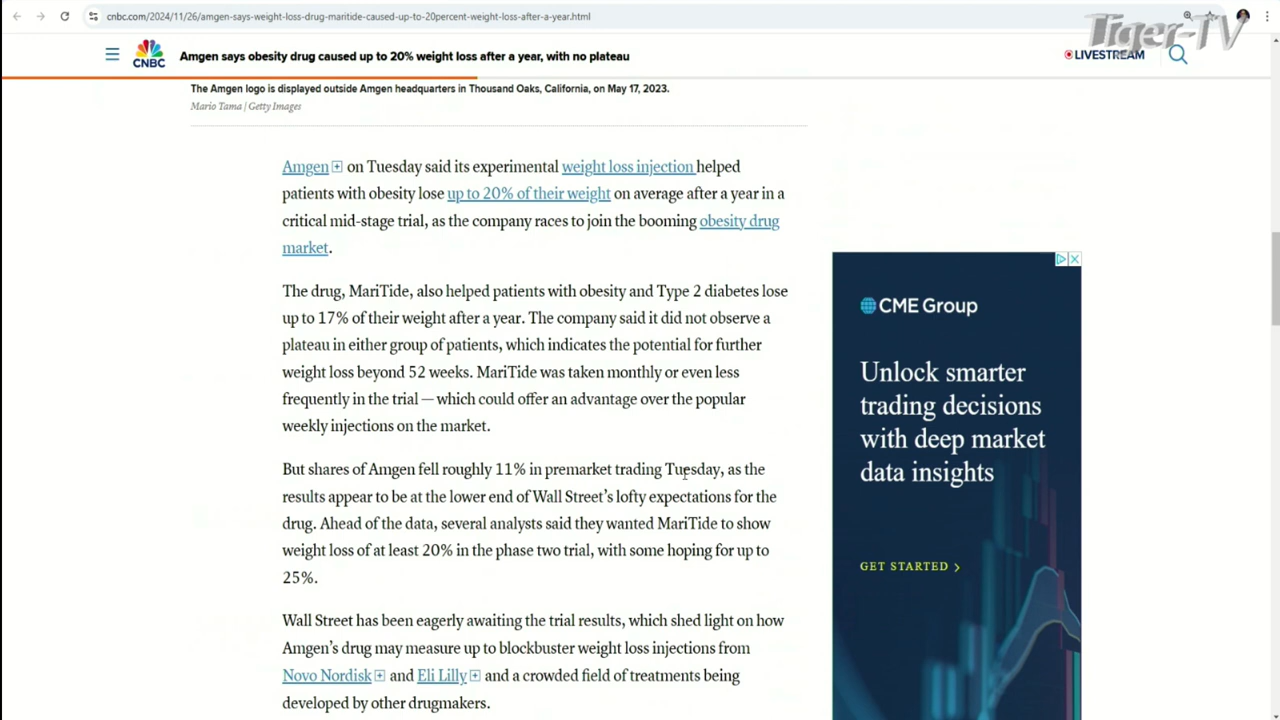 cnbc.com/2024/11/26/amgen-says-weight-loss-drug-maritide-caused-up-to-20percent-weight-loss-after-a-year.html
Tiger-TV
CNBC
Amgen says obesity drug caused up to 20% weight loss after a year, with no plateau
LIVESTREAM
The Amgen logo is displayed outside Amgen headquarters in Thousand Oaks, California, on May 17, 2023.
Mario Tama | Getty Images
Amgen on Tuesday said its experimental weight loss injection helped
patients with obesity lose up to 20% of their weight on average after a year in a
critical mid-stage trial, as the company races to join the booming obesity drug
market.
The drug, MariTide, also helped patients with obesity and Type 2 diabetes lose
up to 17% of their weight after a year. The company said it did not observe a
plateau in either group of patients, which indicates the potential for further
weight loss beyond 52 weeks. MariTide was taken monthly or even less
frequently in the trial — which could offer an advantage over the popular
weekly injections on the market.
But shares of Amgen fell roughly 11% in premarket trading Tuesday, as the
results appear to be at the lower end of Wall Street's lofty expectations for the
drug. Ahead of the data, several analysts said they wanted MariTide to show
weight loss of at least 20% in the phase two trial, with some hoping for up to
25%.
Wall Street has been eagerly awaiting the trial results, which shed light on how
Amgen's drug may measure up to blockbuster weight loss injections from
Novo Nordisk and Eli Lilly and a crowded field of treatments being
developed by other drugmakers.
CME Group
Unlock smarter
trading decisions
with deep market
data insights
GET STARTED